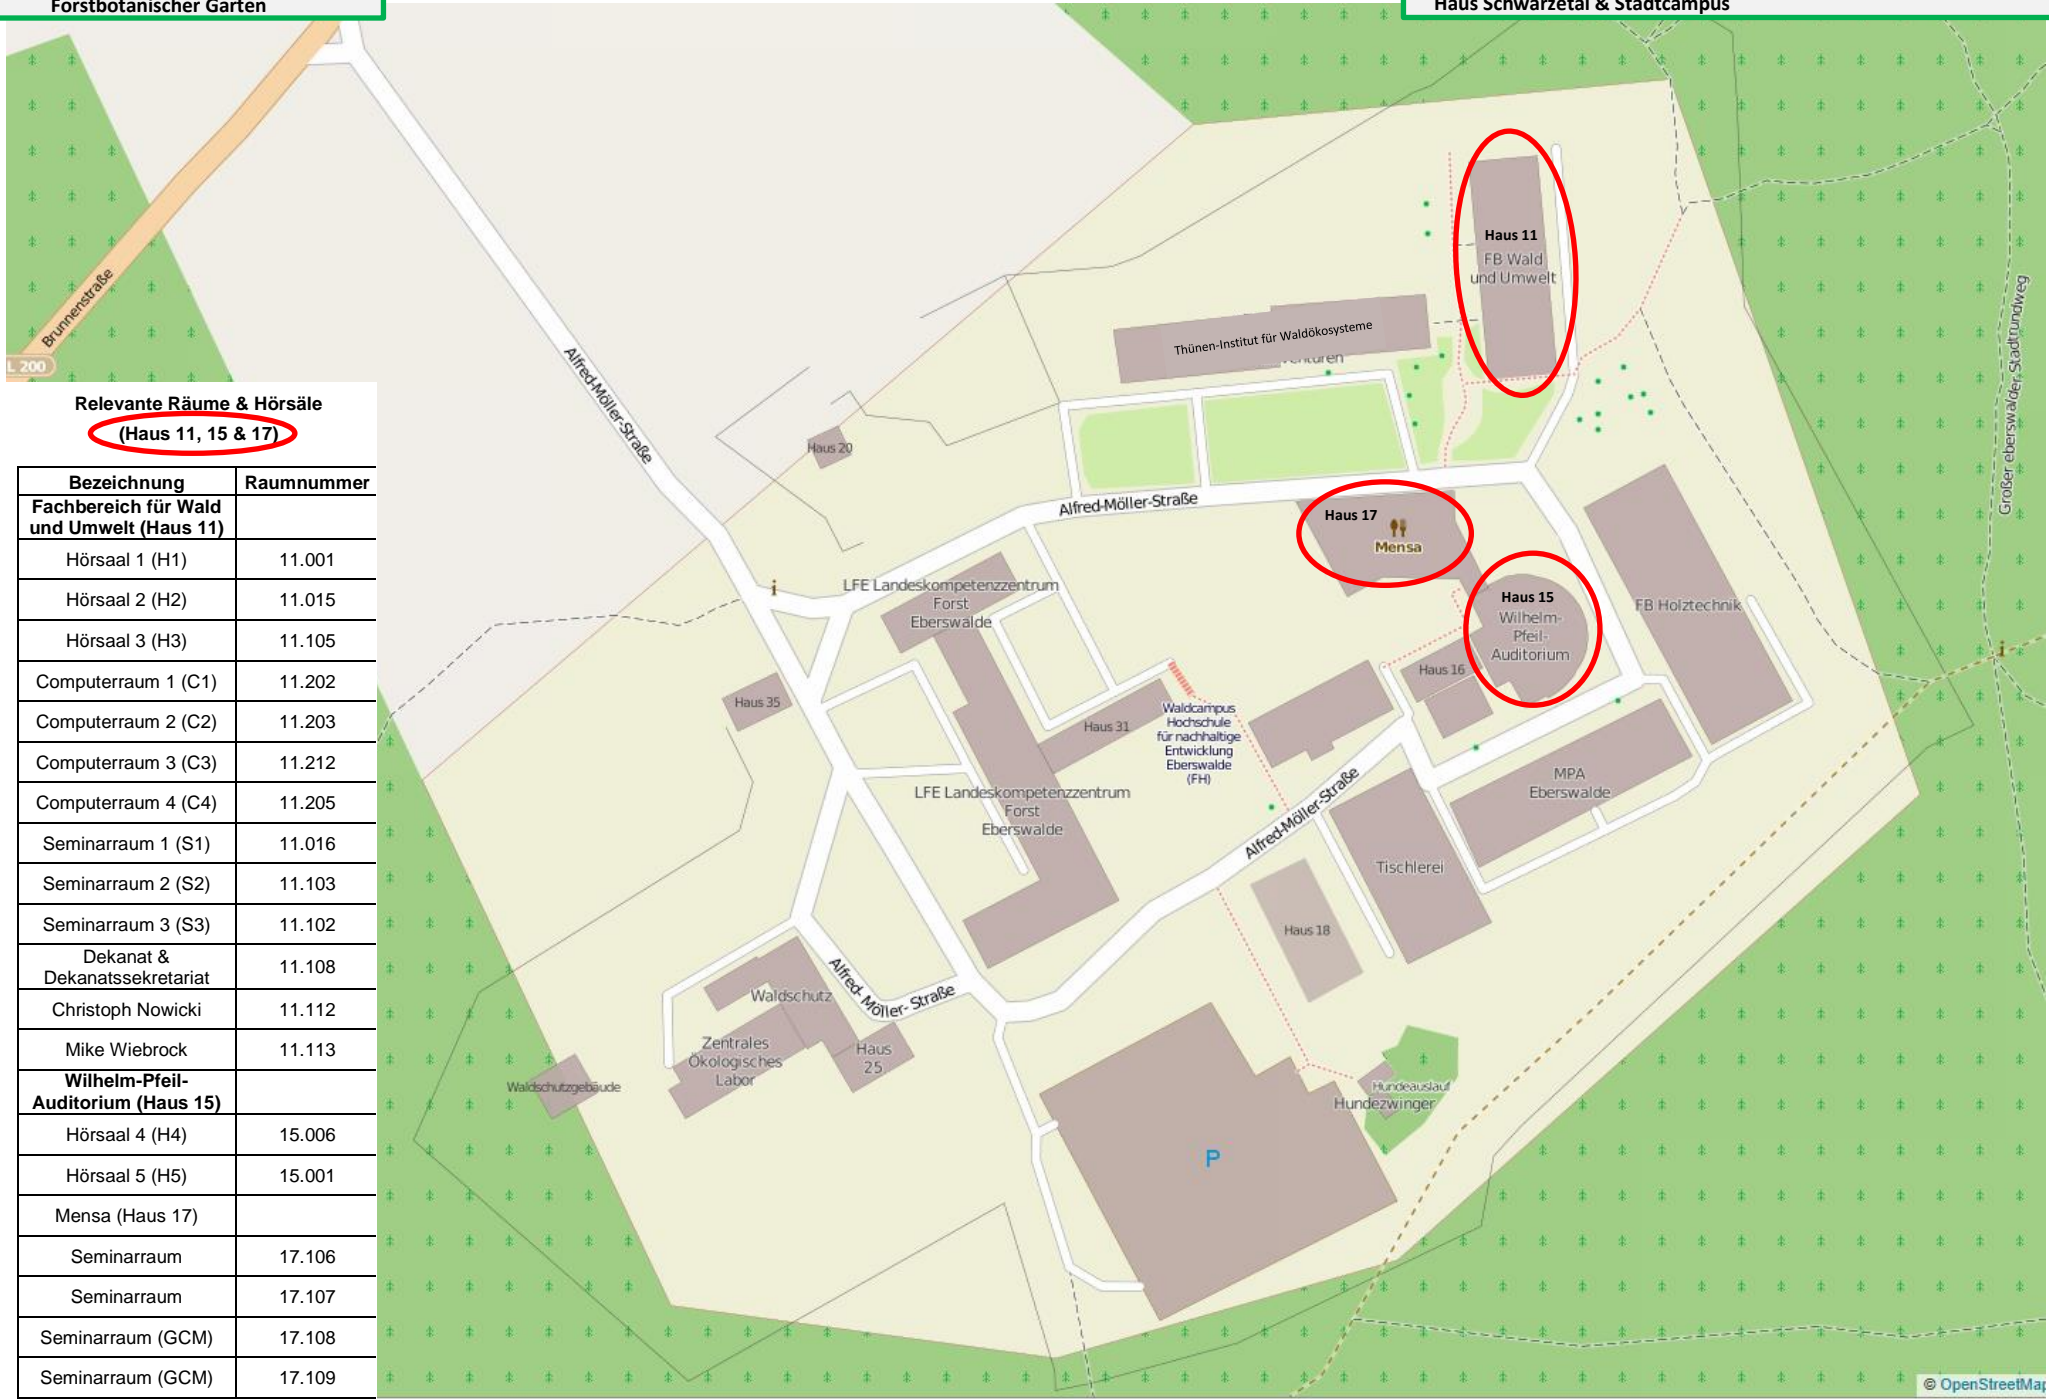 Forstbotanischer Garten
Haus Schwärzetal & Stadtcampus
Brunnenstraße
L 200
Alfred-Möller-Straße
Relevante Räume & Hörsäle
(Haus 11, 15 & 17)
Bezeichnung Raumnummer
Fachbereich für Wald
und Umwelt (Haus 11)
Hörsaal 1 (H1) 11.001
Hörsaal 2 (H2) 11.015
Hörsaal 3 (H3) 11.105
Computerraum 1 (C1) 11.202
Computerraum 2 (C2) 11.203
Computerraum 3 (C3) 11.212
Computerraum 4 (C4) 11.205
Seminarraum 1 (S1) 11.016
Seminarraum 2 (S2) 11.103
Seminarraum 3 (S3) 11.102
Dekanat &
Dekanatssekretariat 11.108
Christoph Nowicki 11.112
Mike Wiebrock 11.113
Wilhelm-Pfeil-
Auditorium (Haus 15)
Hörsaal 4 (H4) 15.006
Hörsaal 5 (H5) 15.001
Mensa (Haus 17)
Seminarraum 17.106
Seminarraum 17.107
Seminarraum (GCM) 17.108
Seminarraum (GCM) 17.109
Haus 11
FB Wald
und Umwelt
Thünen-Institut für Waldökosysteme
Großer eberswalder Stadtrundweg
Haus 20
Alfred-Möller-Straße
Haus 17
Mensa
i
LFE Landeskompetenzzentrum
Forst
Eberswalde
Haus 15
Wilhelm-
Pfeil-
Auditorium
FB Holztechnik
i
Haus 16
Haus 35
Haus 31
Waldcampus
Hochschule
für nachhaltige
Entwicklung
Eberswalde
(FH)
LFE Landeskompetenzzentrum
Forst
Eberswalde
MPA
Eberswalde
Alfred-Möller-Straße
Tischlerei
Haus 18
Alfred- Möller- Straße
Waldschutz
Zentrales
Ökologisches
Labor
Haus
25
Waldschutzgebäude
Hundeauslauf
Hundezwinger
P
© OpenStreetMap